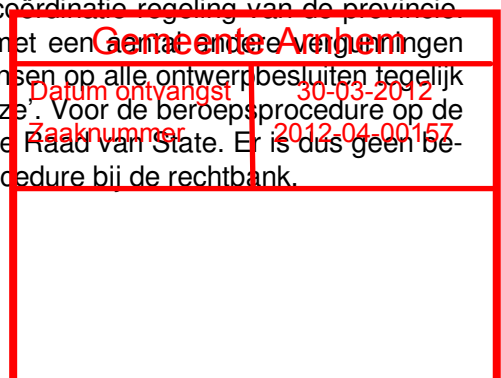 coördinatie regeling van de provincie.
met een aantal andere vergunningen
Gemeente Arnhem
nsen op alle ontwerpbesluiten tegelijk
Datum ontvangst 30-03-2012
ze'. Voor de beroepsprocedure op de
Zaaknummer 2012-04-00157
e Raad van State. Er is dus geen be-
cedure bij de rechtbank.